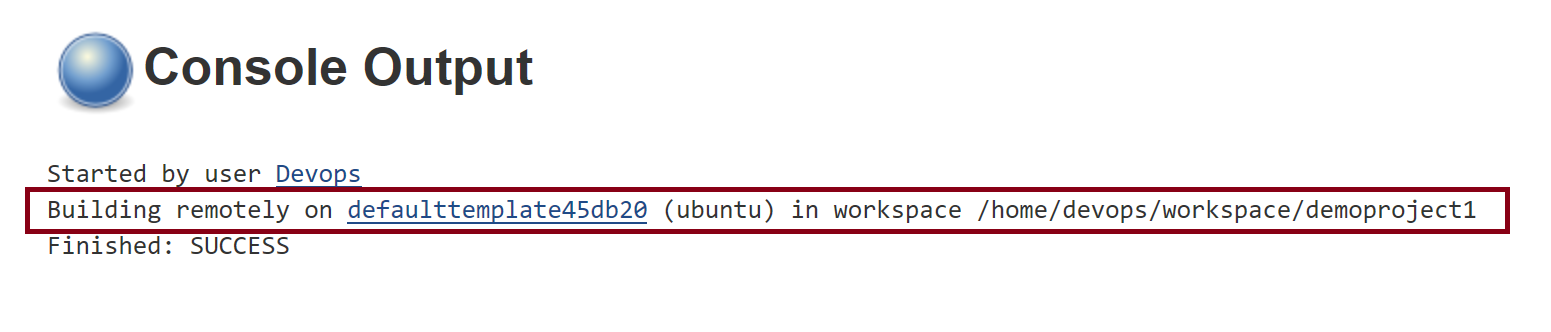 Console Output
Started by user Devops
Building remotely on defaulttemplate45db20 (ubuntu) in workspace /home/devops/workspace/demoproject1
Finished: SUCCESS